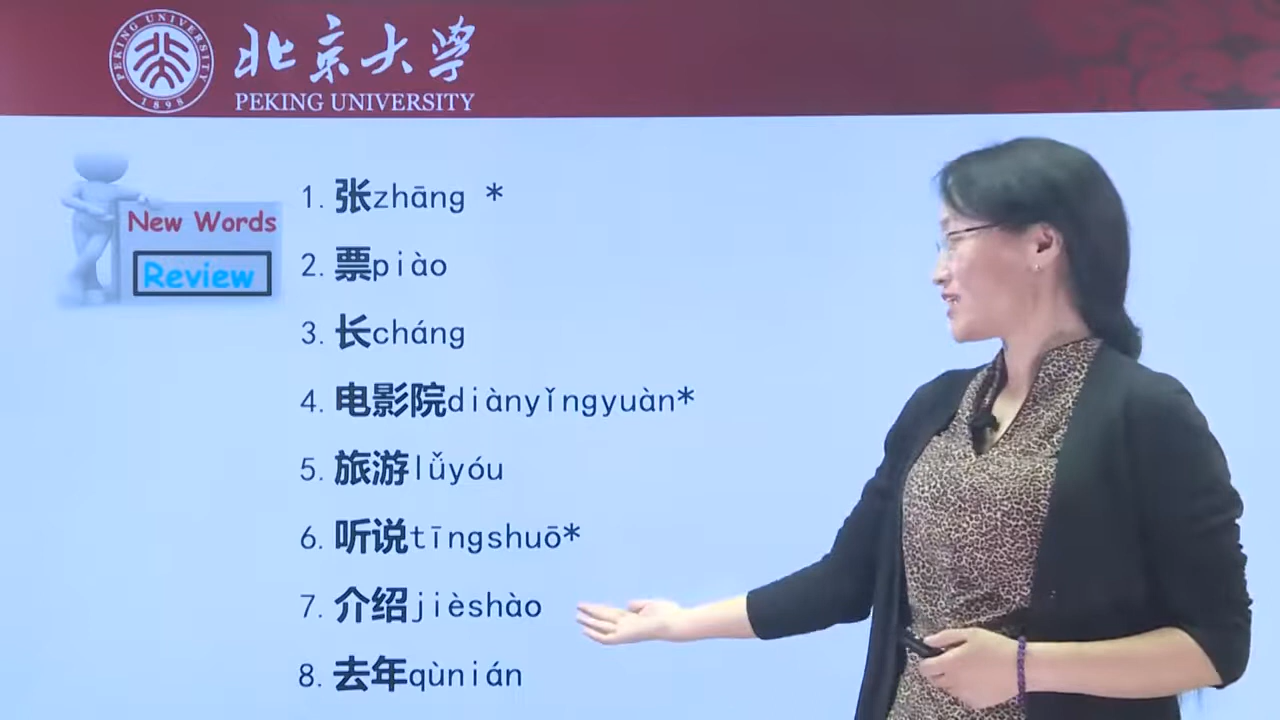 PEKING UNIVERSITY
1898
北京大学
PEKING UNIVERSITY
New Words
Review
1. 张zhāng *
2. 票piào
3. 长cháng
4. 电影院diànyǐngyuàn*
5. 旅游lǚyóu
6. 听说tīngshuō*
7. 介绍jièshào
8. 去年qùnián